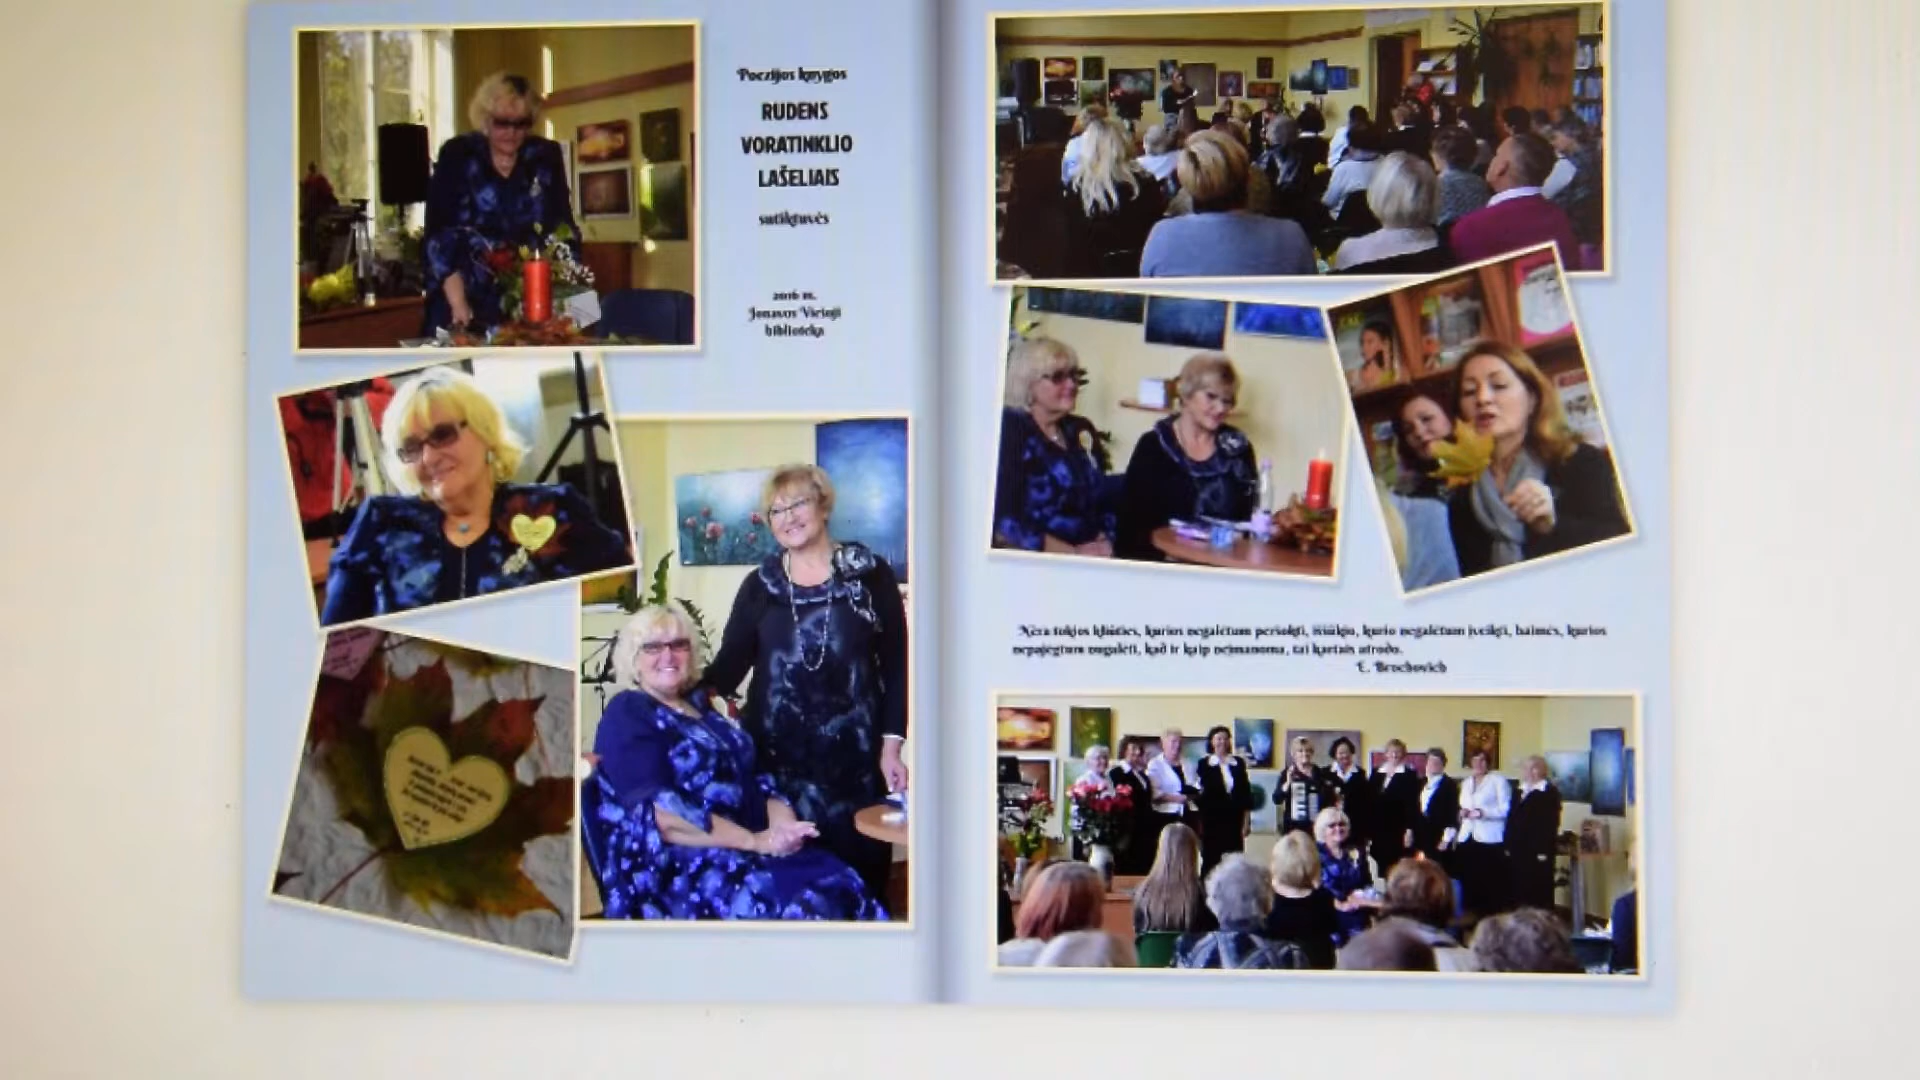 Poezijos knygos
RUDENS
VORATINKLIO
LAŠELIAIS
sutiktuvės
2016 m.
Jonavos Viešoji
biblioteka
Nėra tokios kliūties, kurios negalėtum peršokti, iššūkio, kurio negalėtum įveikti, baimės, kurios
nepajėgtum nugalėti, kad ir kaip neįmanoma, tai kartais atrodo.
E. Brochovich